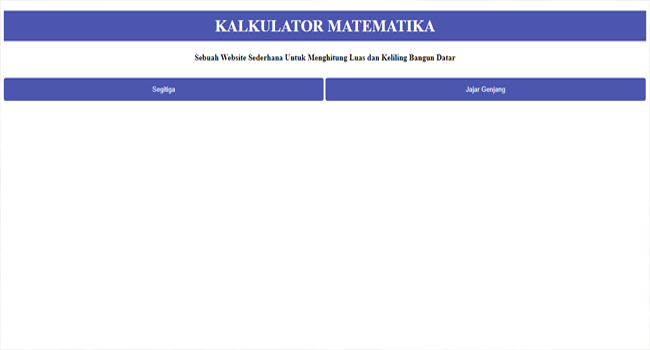 KALKULATOR MATEMATIKA
Sebuah Website Sederhana Untuk Menghitung Luas dan Keliling Bangun Datar
Segitiga
Jajar Genjang